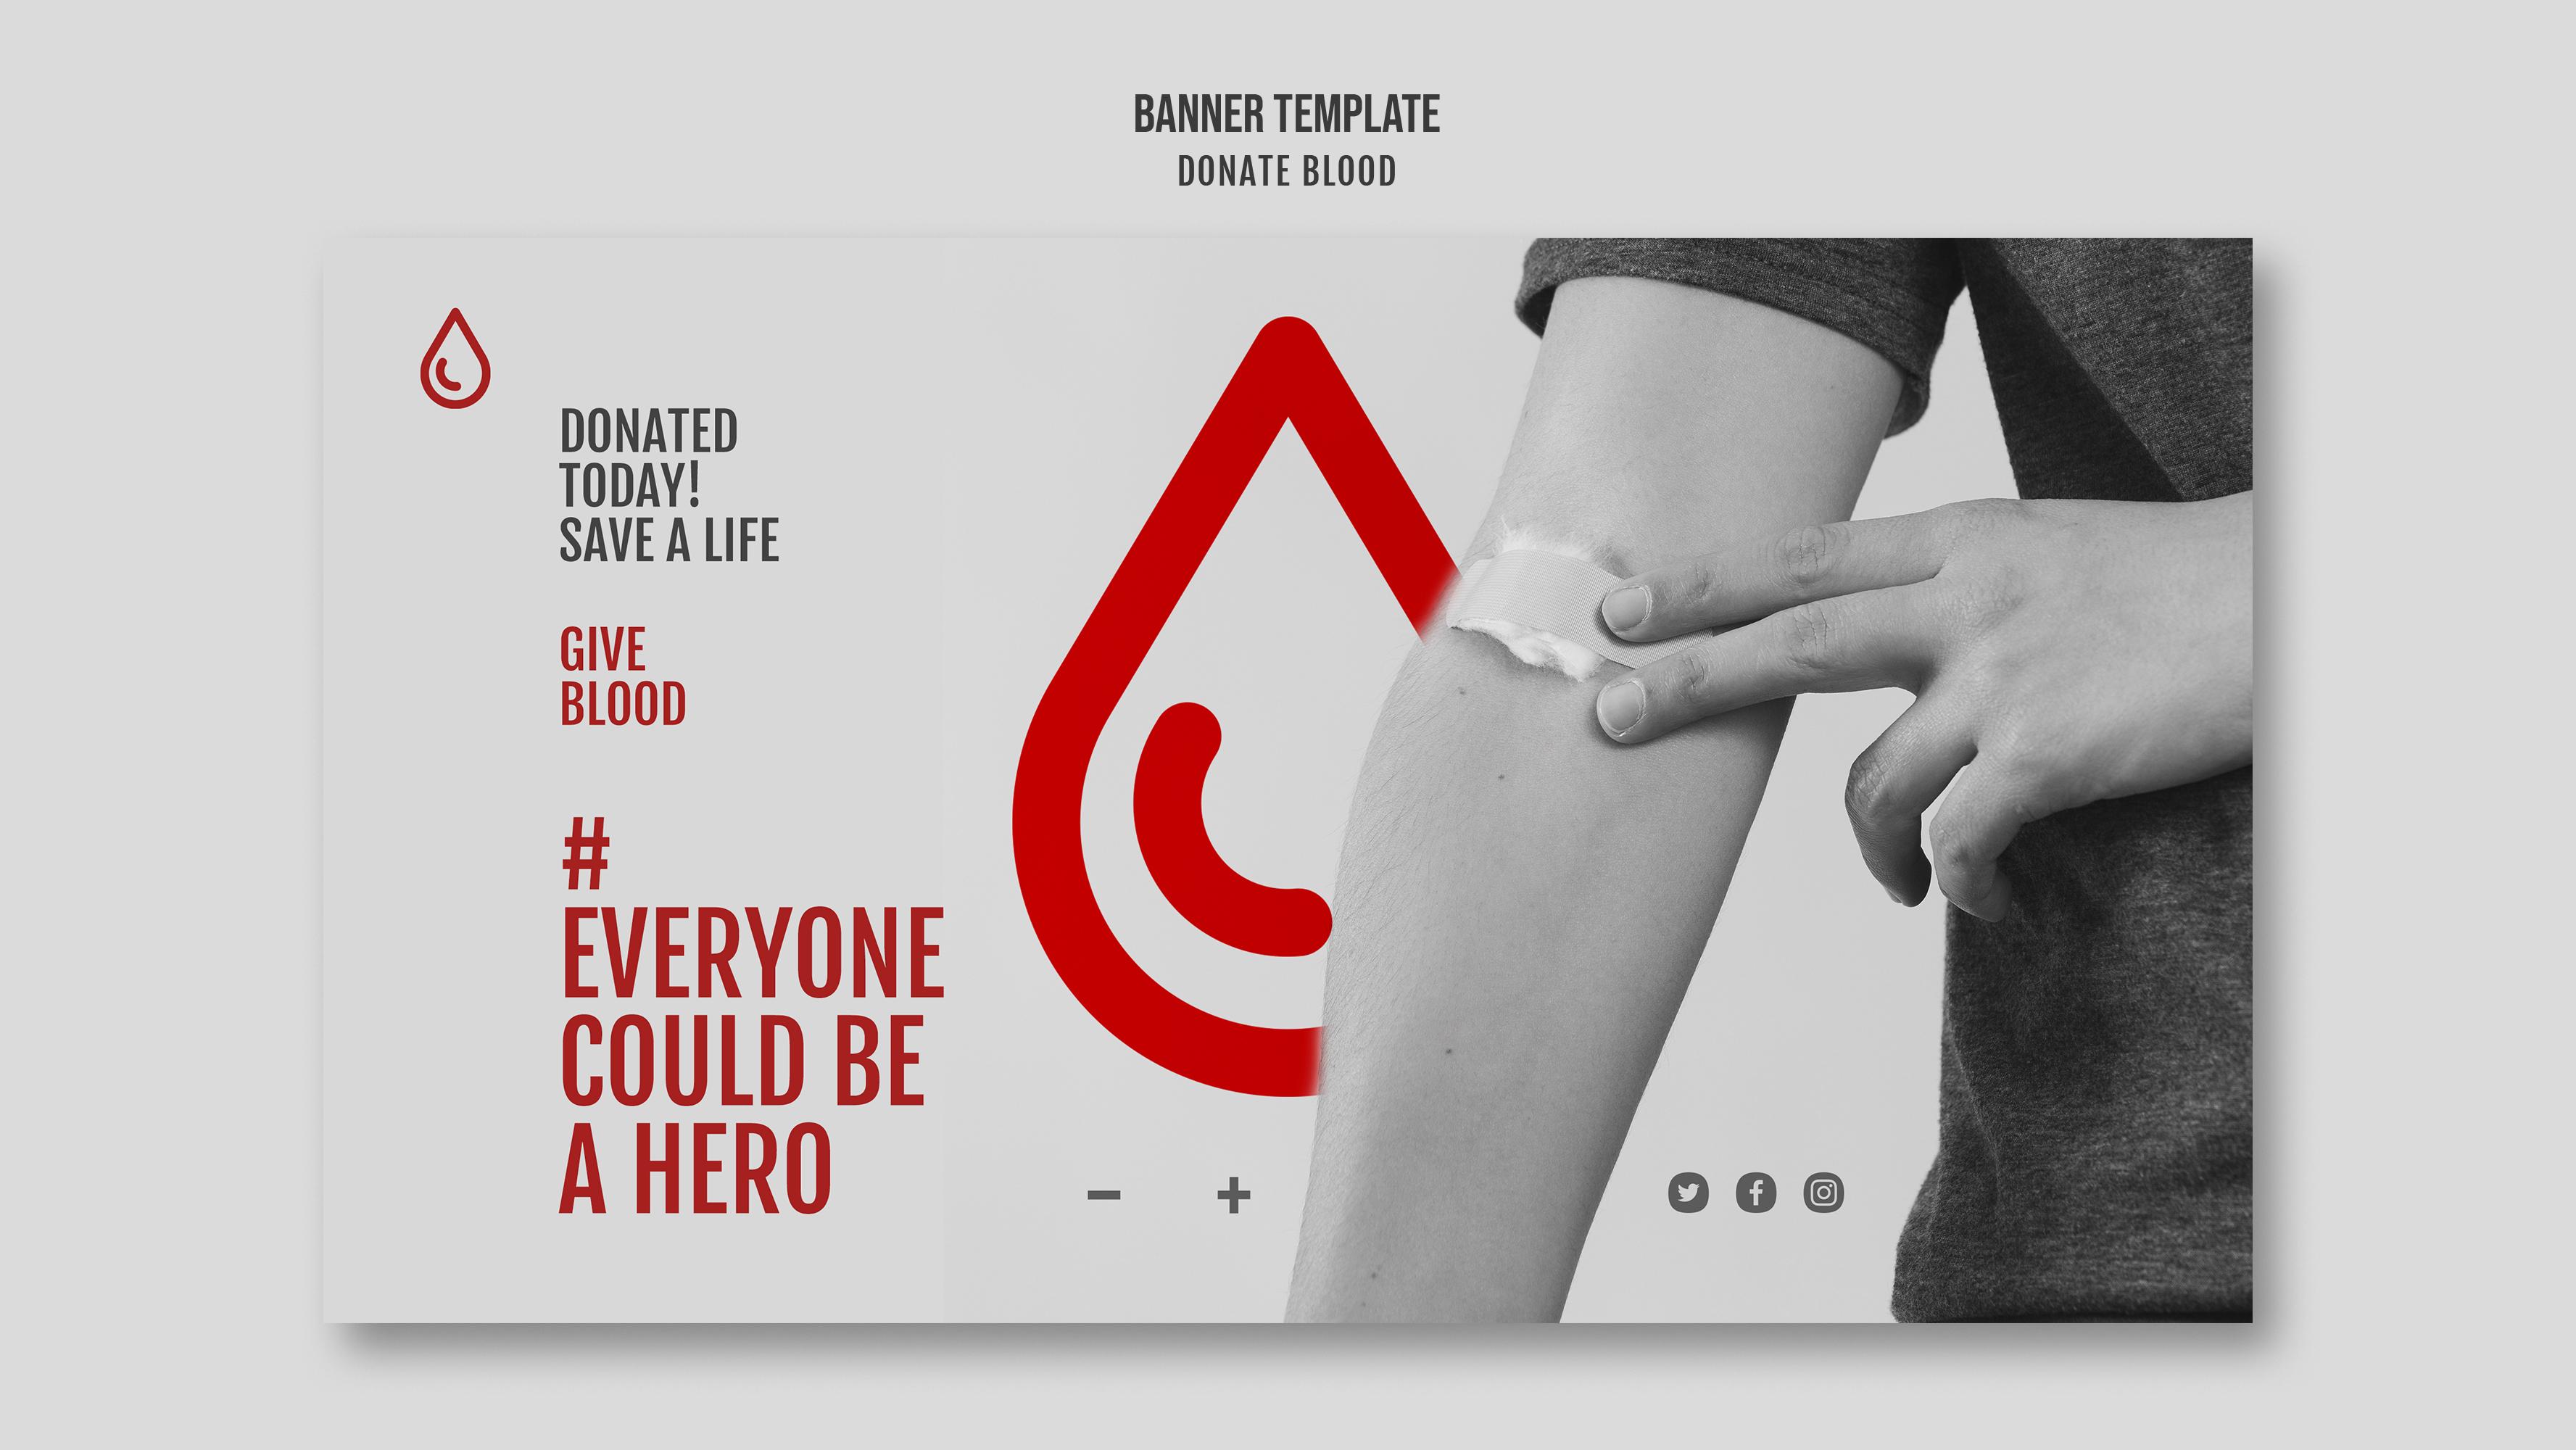 BANNER TEMPLATE
DONATE BLOOD
DONATED
TODAY!
SAVE A LIFE
GIVE
BLOOD
#
EVERYONE
COULD BE
A HERO
− +